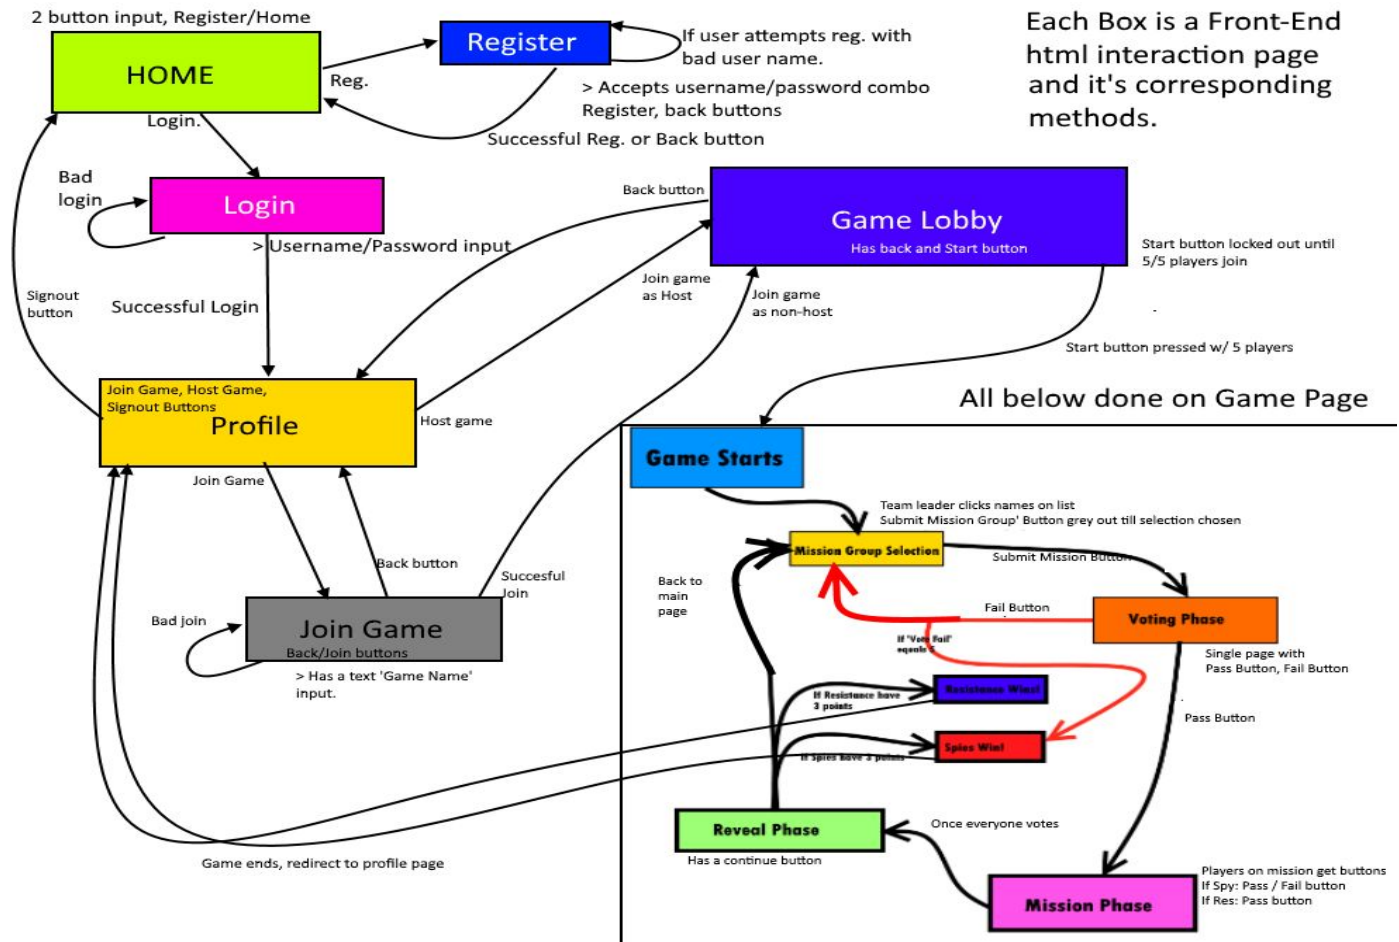 2 button input, Register/Home
HOME
Reg.
Login.
Register
If user attempts reg. with
bad user name.
> Accepts username/password combo
Register, back buttons
Successful Reg. or Back button
Each Box is a Front-End
html interaction page
and it's corresponding
methods.
Bad
login
Login
> Username/Password input
Successful Login
Signout
button
Back button
Game Lobby
Has back and Start button
Start button locked out until
5/5 players join
.
Join game
as Host
Join game
as non-host
Start button pressed w/ 5 players
Join Game, Host Game,
Signout Buttons
Profile
Host game
Join Game
Back button
Succesful
Join
Bad join
Join Game
Back/Join buttons
> Has a text 'Game Name'
input.
Game ends, redirect to profile page
All below done on Game Page
Game Starts
Team leader clicks names on list
Submit Mission Group' Button grey out till selection chosen
Mission Group Selection
Submit Mission Button
Back to
main
page
Fail Button
Voting Phase
If 'Vote Fail'
equals 5
Single page with
Pass Button, Fail Button
Resistance Wins!
If Resistance have
3 points
Pass Button
Spies Win!
If Spies have 3 points
Reveal Phase
Once everyone votes
Has a continue button
Mission Phase
Players on mission get buttons
If Spy: Pass / Fail button
If Res: Pass button